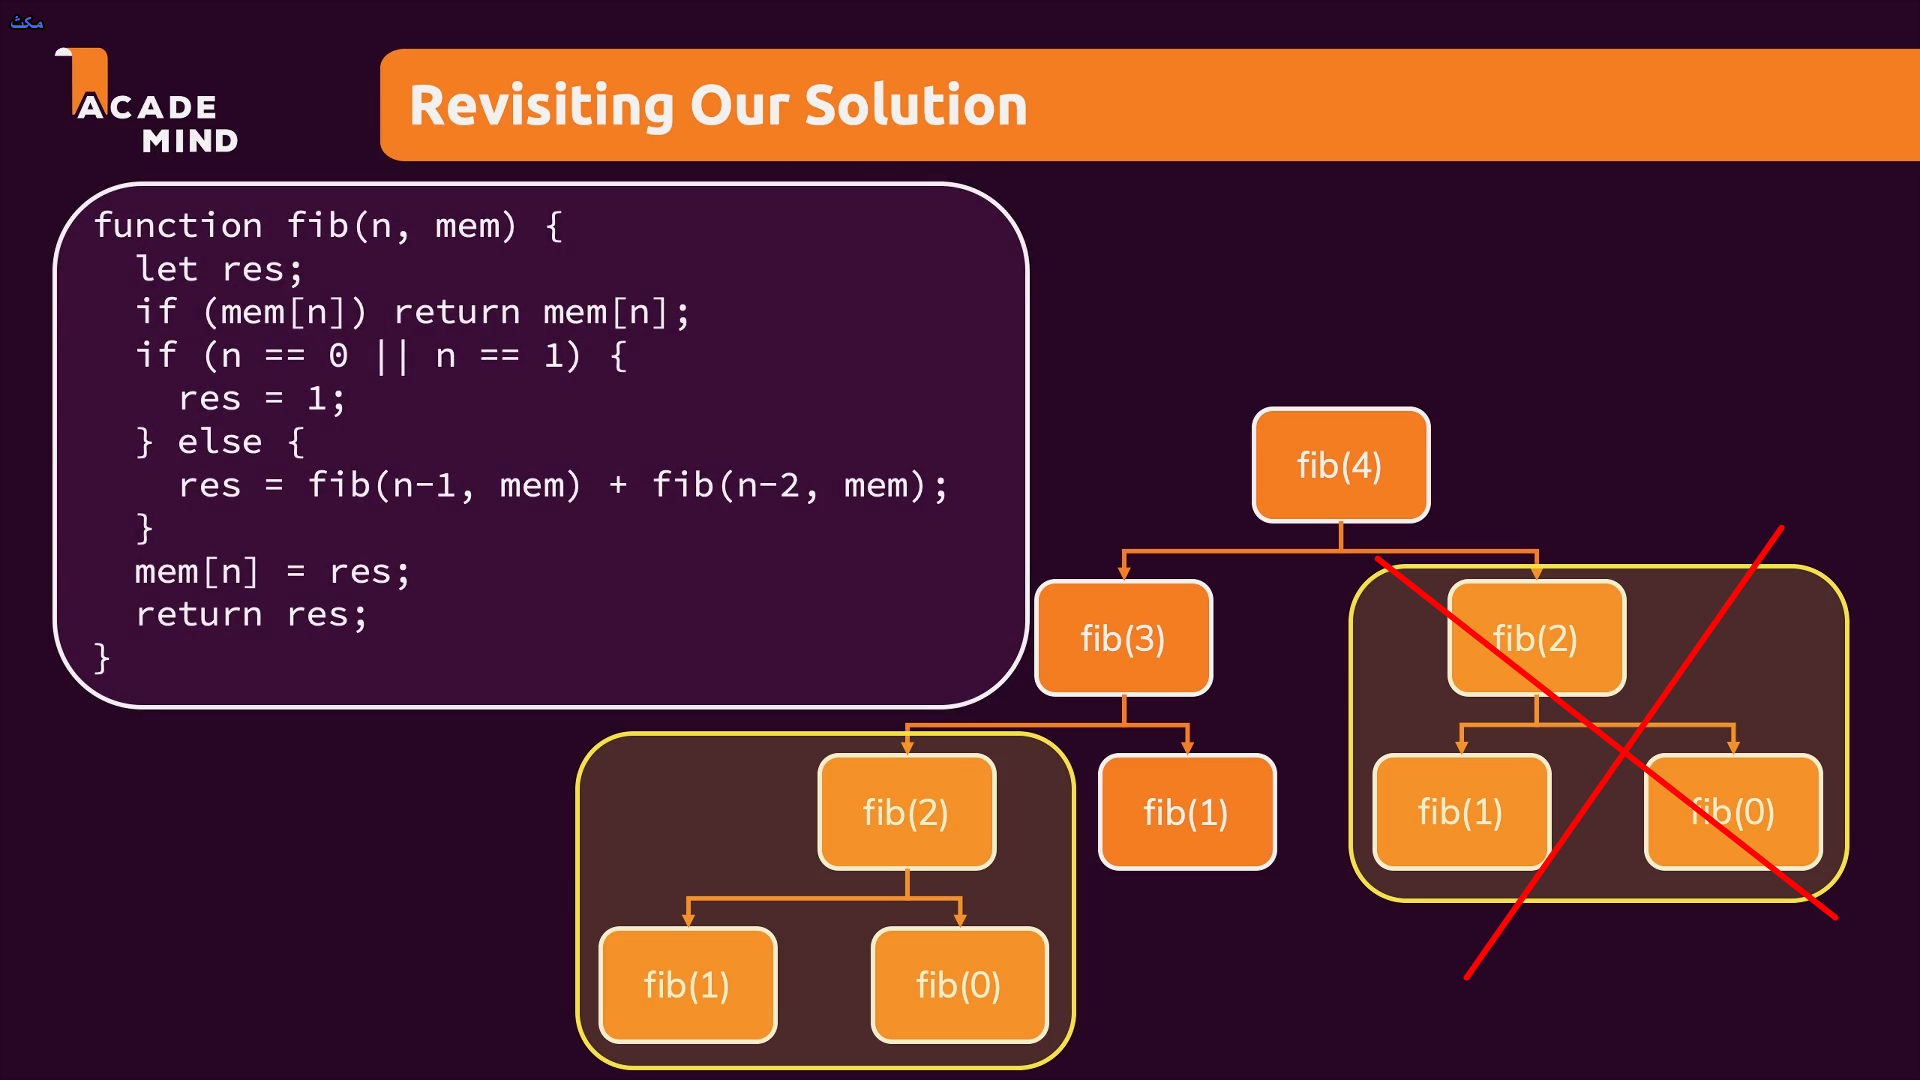 مکث
ACADE
MIND
Revisiting Our Solution
function fib(n, mem) {
  let res;
  if (mem[n]) return mem[n];
  if (n == 0 || n == 1) {
    res = 1;
  } else {
    res = fib(n-1, mem) + fib(n-2, mem);
  }
  mem[n] = res;
  return res;
}
fib(4)
fib(3)
fib(2)
fib(2)
fib(1)
fib(1)
fib(0)
fib(1)
fib(0)